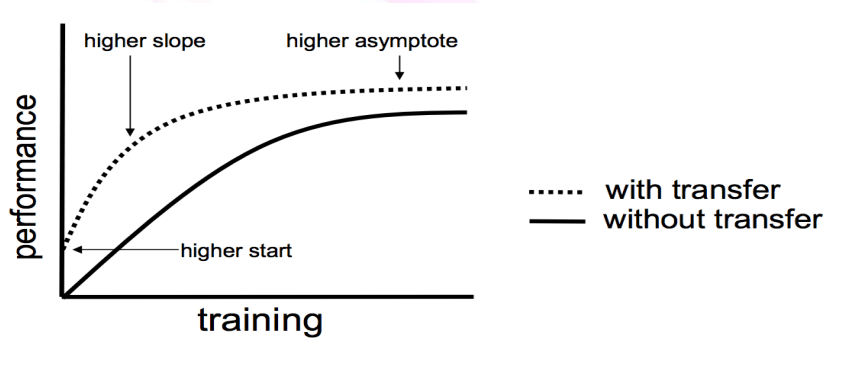 higher slope
higher asymptote
performance
with transfer
without transfer
higher start
training